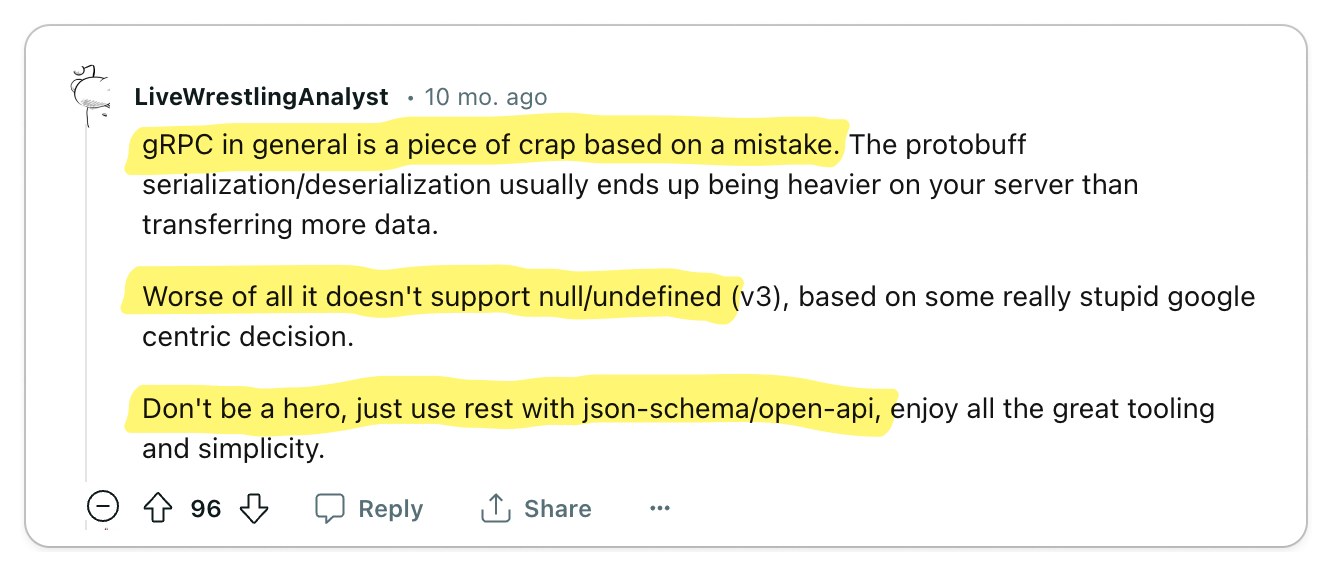 LiveWrestlingAnalyst • 10 mo. ago
gRPC in general is a piece of crap based on a mistake. The protobuff
serialization/deserialization usually ends up being heavier on your server than
transferring more data.
Worse of all it doesn't support null/undefined (v3), based on some really stupid google
centric decision.
Don't be a hero, just use rest with json-schema/open-api, enjoy all the great tooling
and simplicity.
96 Reply Share ...